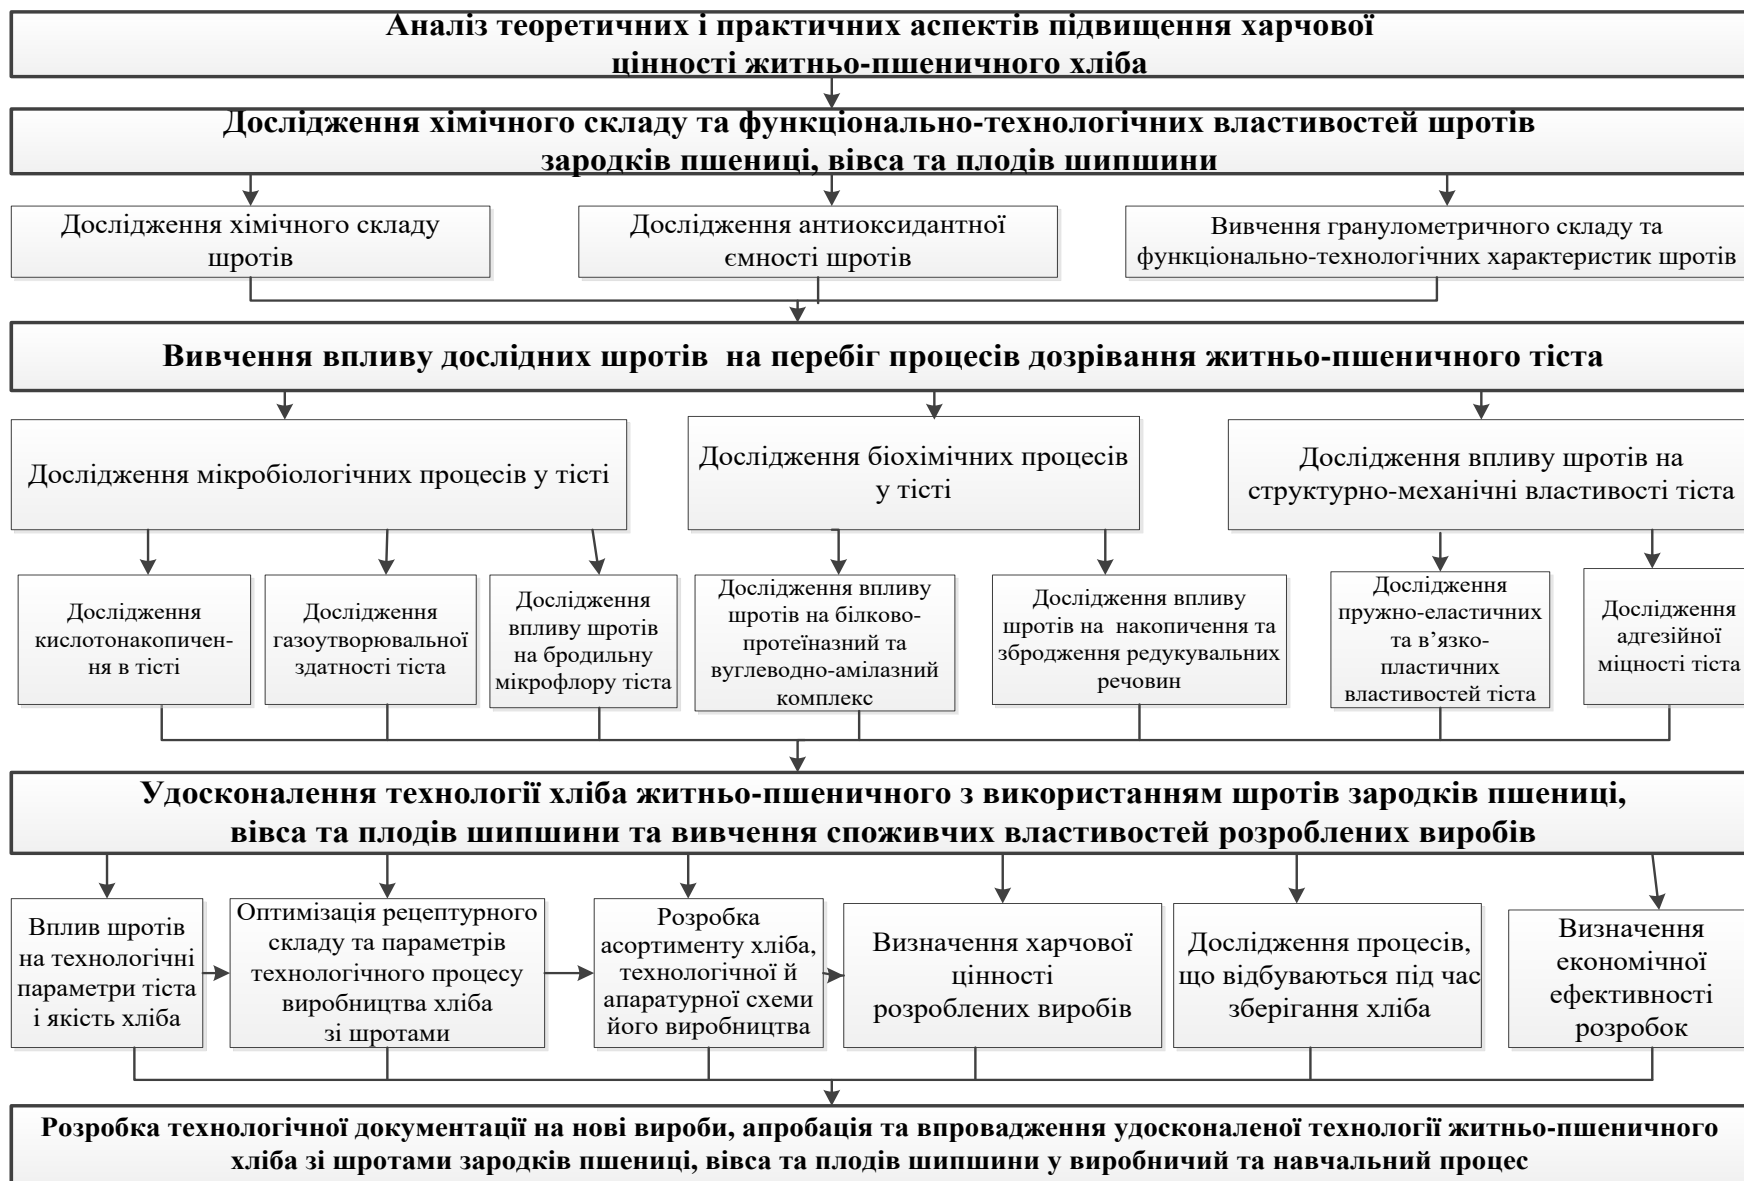 Аналіз теоретичних і практичних аспектів підвищення харчової
цінності житньо-пшеничного хліба
Дослідження хімічного складу та функціонально-технологічних властивостей шротів
зародків пшениці, вівса та плодів шипшини
Дослідження хімічного складу
шротів
Дослідження антиоксидантної
ємності шротів
Вивчення гранулометричного складу та
функціонально-технологічних характеристик шротів
Вивчення впливу дослідних шротів на перебіг процесів дозрівання житньо-пшеничного тіста
Дослідження мікробіологічних процесів у тісті
Дослідження біохімічних процесів
у тісті
Дослідження впливу шротів на
структурно-механічні властивості тіста
Дослідження
кислотонакопичен-
ня в тісті
Дослідження
газоутворювальної
здатності тіста
Дослідження
впливу шротів
на бродильну
мікрофлору тіста
Дослідження впливу
шротів на білково-
протеїназний та
вуглеводно-амілазний
комплекс
Дослідження впливу
шротів на накопичення та
збродження редукувальних
речовин
Дослідження
пружно-еластичних
та в’язко-
пластичних
властивостей тіста
Дослідження
адгезійної
міцності тіста
Удосконалення технології хліба житньо-пшеничного з використанням шротів зародків пшениці,
вівса та плодів шипшини та вивчення споживчих властивостей розроблених виробів
Вплив шротів
на технологічні
параметри тіста
і якість хліба
Оптимізація рецептурного
складу та параметрів
технологічного процесу
виробництва хліба
зі шротами
Розробка
асортименту хліба,
технологічної й
апаратурної схеми
його виробництва
Визначення харчової
цінності
розроблених виробів
Дослідження процесів,
що відбуваються під час
зберігання хліба
Визначення
економічної
ефективності
розробок
Розробка технологічної документації на нові вироби, апробація та впровадження удосконаленої технології житньо-пшеничного
хліба зі шротами зародків пшениці, вівса та плодів шипшини у виробничий та навчальний процес